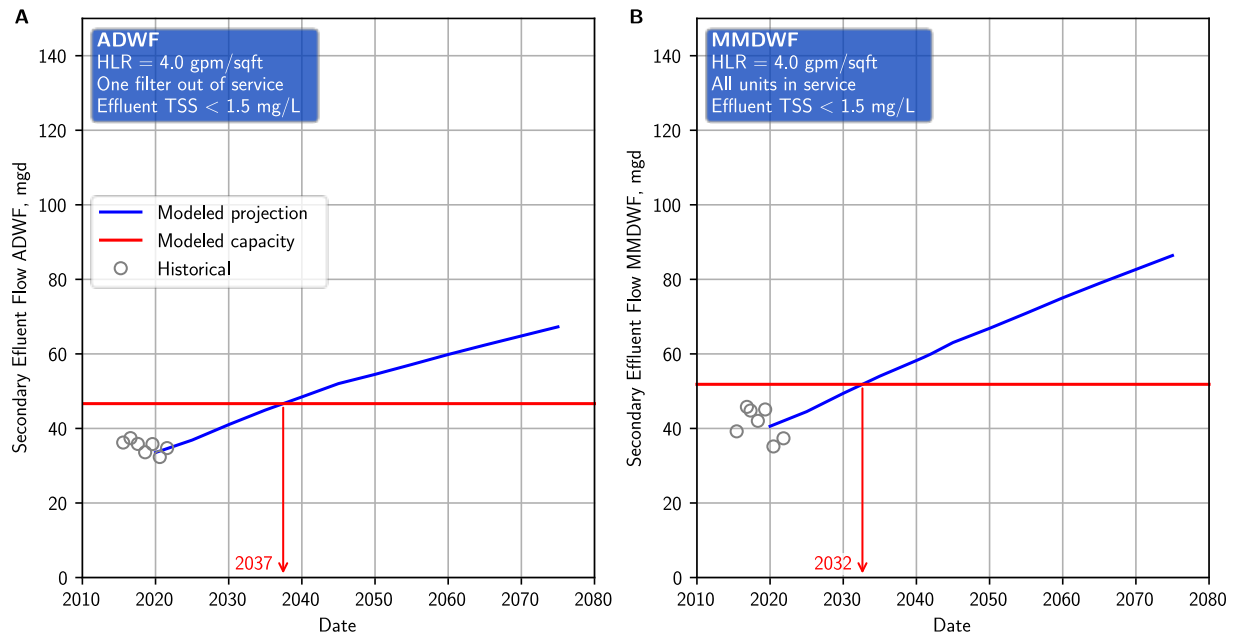 A
ADWF
HLR = 4.0 gpm/sqft
One filter out of service
Effluent TSS < 1.5 mg/L
Modeled projection
Modeled capacity
Historical
2037
Secondary Efluent Flow ADWF, mgd
0
20
40
60
80
100
120
140
2010
2020
2030
2040
2050
2060
2070
2080
Date
B
MMDWF
HLR = 4.0 gpm/sqft
All units in service
Effluent TSS < 1.5 mg/L
2032
Secondary Effluent Flow MMDWF, mgd
0
20
40
60
80
100
120
140
2010
2020
2030
2040
2050
2060
2070
2080
Date